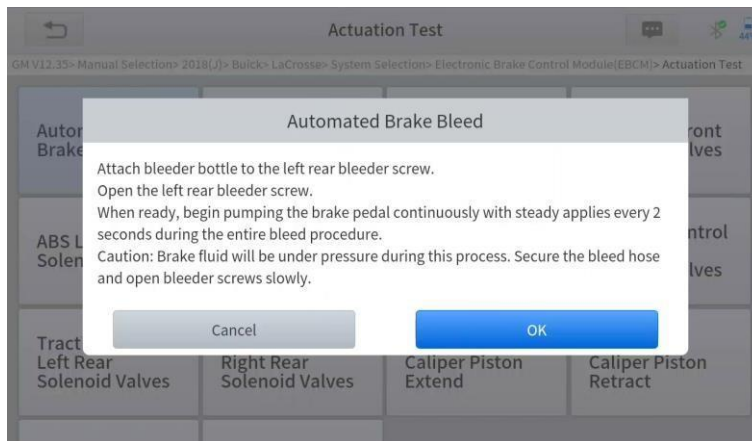 Actuation Test
GM V12.35> Manual Selection> 2018(J)> Buick> LaCrosse> System Selection> Electronic Brake Control Module(EBCM)> Actuation Test
Automated Brake Bleed
Attach bleeder bottle to the left rear bleeder screw.
Open the left rear bleeder screw.
When ready, begin pumping the brake pedal continuously with steady applies every 2
seconds during the entire bleed procedure.
Caution: Brake fluid will be under pressure during this process. Secure the bleed hose
and open bleeder screws slowly.
Cancel
OK
Brake
ABS L
Solen
ront
lves
ntrol
lves
Tract
Left Rear
Solenoid Valves
Right Rear
Solenoid Valves
Caliper Piston
Extend
Caliper Piston
Retract